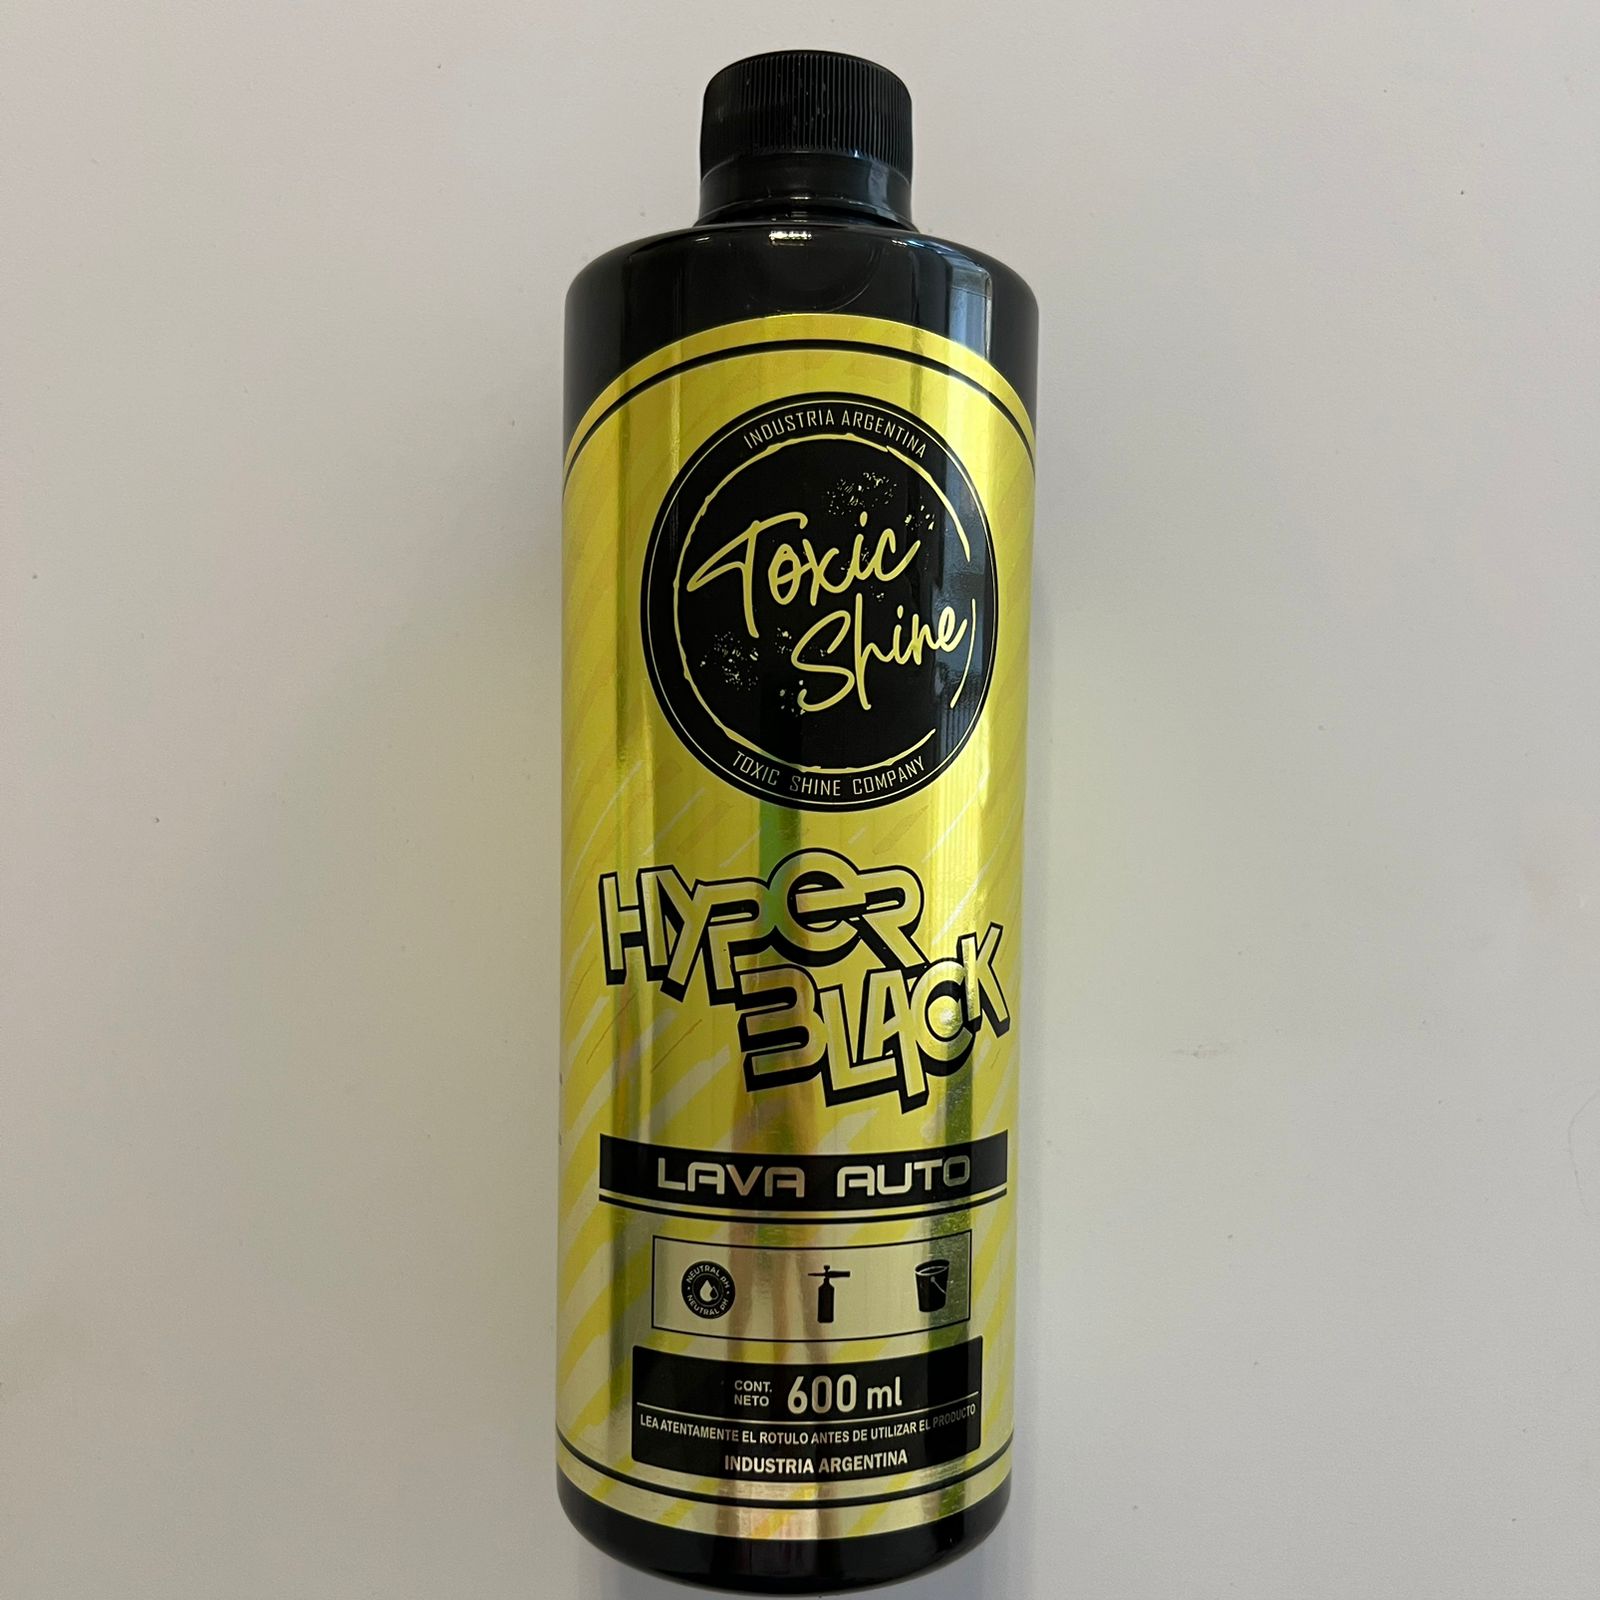 INDUSTRIA ARGENTINA
Toxic
Shine
TOXIC SHINE COMPANY
HYPER
BLACK
LAVA AUTO
NEUTRAL PH
NEUTRAL PH
CONT.
NETO
600 ml
LEA ATENTAMENTE EL ROTULO ANTES DE UTILIZAR EL PRODUCTO
INDUSTRIA ARGENTINA